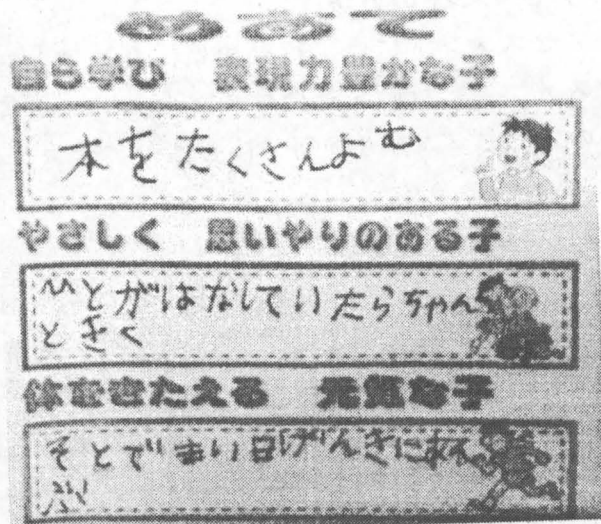 めあて
自ら学び 表現力豊かな子
本をたくさんよむ
やさしく 思いやりのある子
ひとがはなしていたらちゃん
ときく
体をきたえる 元気な子
そとでまい日げんきにあそ
ぶ